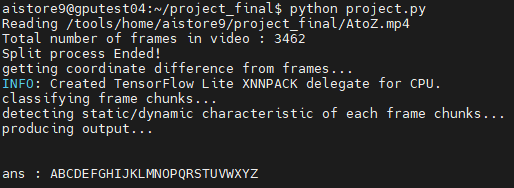 aistore9@gputest04:~/project_final$ python project.py
Reading /tools/home/aistore9/project_final/AtoZ.mp4
Total number of frames in video : 3462
Split process Ended!
getting coordinate difference from frames...
INFO: Created TensorFlow Lite XNNPACK delegate for CPU.
classifying frame chunks...
detecting static/dynamic characteristic of each frame chunks...
producing output...
ans : ABCDEFGHIJKLMNOPQRSTUVWXYZ